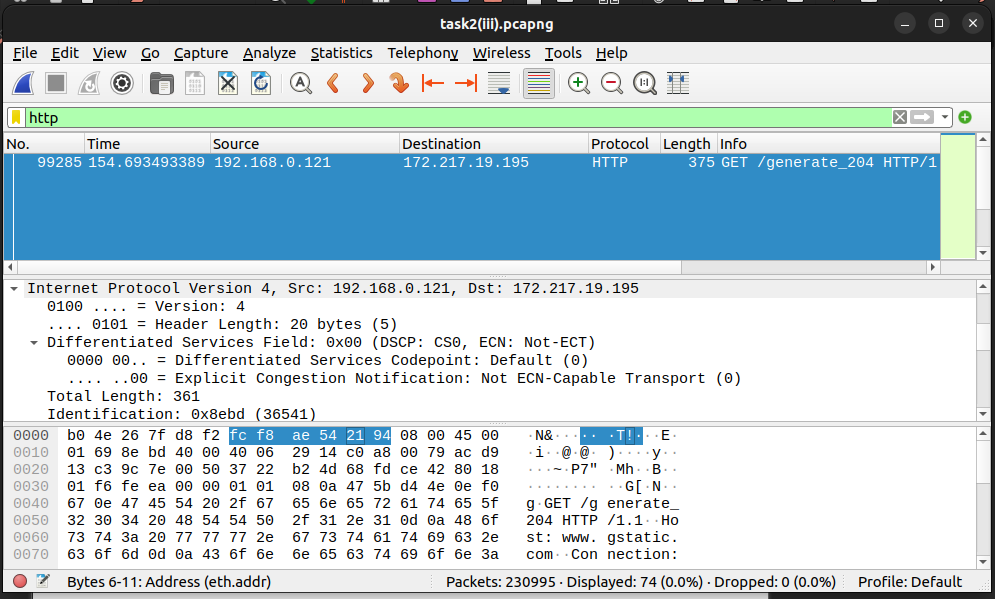 task2(iii).pcapng
File Edit View Go Capture Analyze Statistics Telephony Wireless Tools Help
http
No. Time Source Destination Protocol Length Info
99285 154.693493389 192.168.0.121 172.217.19.195 HTTP 375 GET /generate_204 HTTP/1
Internet Protocol Version 4, Src: 192.168.0.121, Dst: 172.217.19.195
0100 .... = Version: 4
.... 0101 = Header Length: 20 bytes (5)
Differentiated Services Field: 0x00 (DSCP: CS0, ECN: Not-ECT)
0000 00.. = Differentiated Services Codepoint: Default (0)
.... ..00 = Explicit Congestion Notification: Not ECN-Capable Transport (0)
Total Length: 361
Identification: 0x8ebd (36541)
0000 b0 4e 26 7f d8 f2 fc f8 ae 54 21 94 08 00 45 00 ·N&··· ·· ·T!· ··E·
0010 01 69 8e bd 40 00 40 06 29 14 c0 a8 00 79 ac d9 ·i··@·@· )····y··
0020 13 c3 9c 7e 00 50 37 22 b2 4d 68 fd ce 42 80 18 ···~·P7" ·Mh··B··
0030 01 f6 fe ea 00 00 01 01 08 0a 47 5b d4 4e 0e f0 ········ ··G[·N··
0040 67 0e 47 45 54 20 2f 67 65 6e 65 72 61 74 65 5f g·GET /g enerate_
0050 32 30 34 20 48 54 54 50 2f 31 2e 31 0d 0a 48 6f 204 HTTP /1.1··Ho
0060 73 74 3a 20 77 77 77 2e 67 73 74 61 74 69 63 2e st: www. gstatic.
0070 63 6f 6d 0d 0a 43 6f 6e 6e 65 63 74 69 6f 6e 3a com··Con nection:
Bytes 6-11: Address (eth.addr) Packets: 230995 · Displayed: 74 (0.0%) · Dropped: 0 (0.0%) Profile: Default